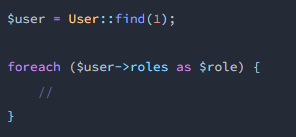 $user = User::find(1);
foreach ($user->roles as $role) {
//
}